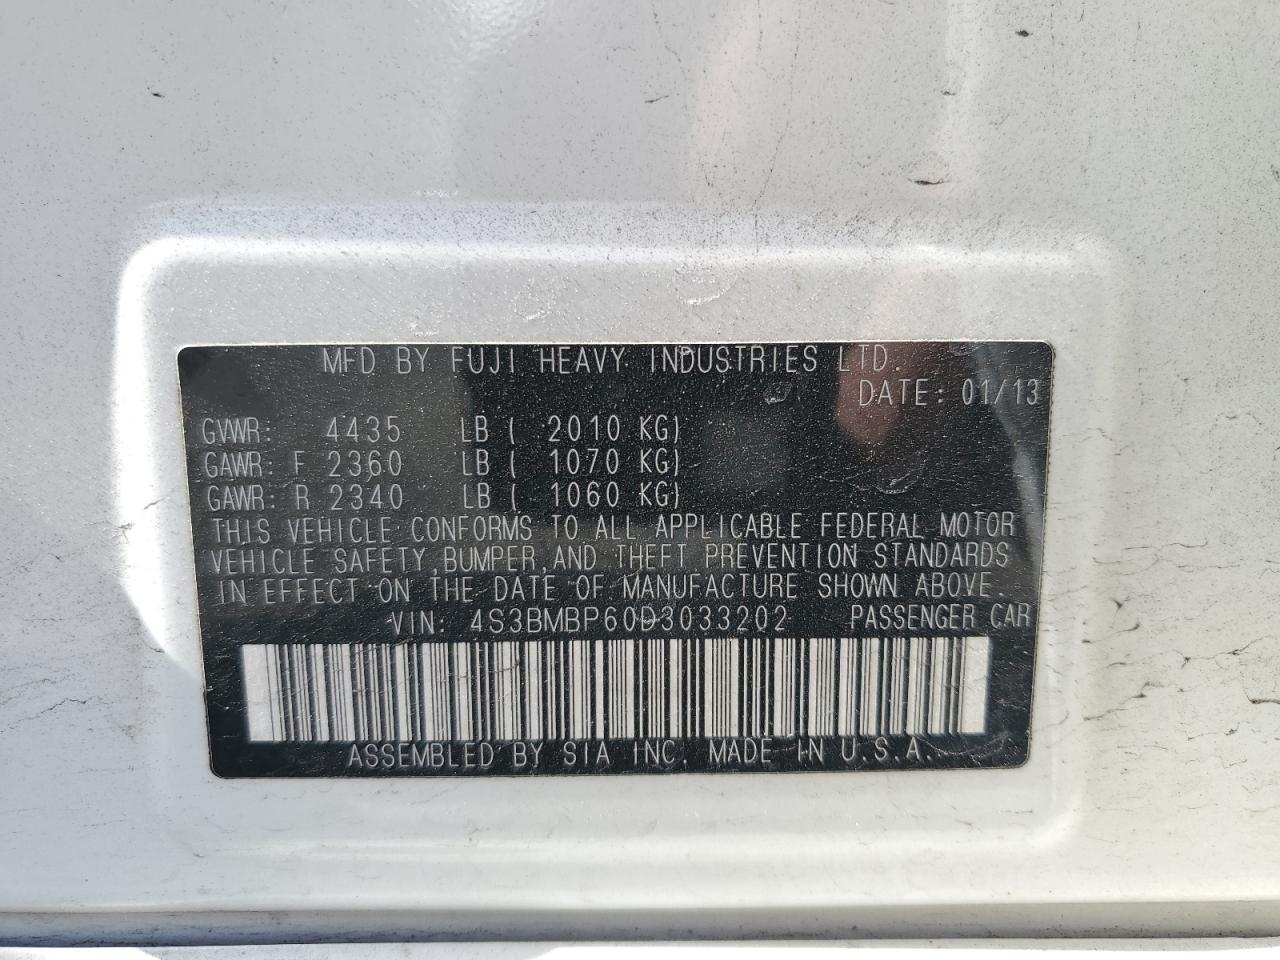 MFD BY FUJI HEAVY INDUSTRIES LTD.
DATE: 01/13
GVWR: 4435 LB ( 2010 KG)
GAWR: F 2360 LB ( 1070 KG)
GAWR: R 2340 LB ( 1060 KG)
THIS VEHICLE CONFORMS TO ALL APPLICABLE FEDERAL MOTOR
VEHICLE SAFETY,BUMPER,AND THEFT PREVENTION STANDARDS
IN EFFECT ON THE DATE OF MANUFACTURE SHOWN ABOVE.
VIN: 4S3BMBP60D3033202 PASSENGER CAR
ASSEMBLED BY SIA INC. MADE IN U.S.A.